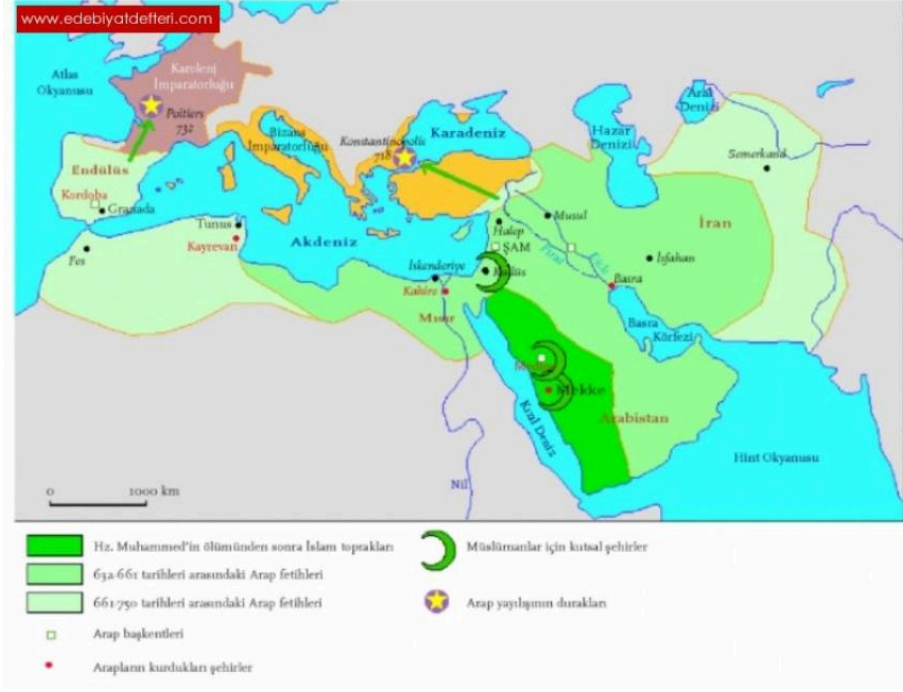 www.edebiyatdefteri.com
Atlas
Okyanusu
Karolenj
İmparatorluğu
Poitiers
732
Aral
Denizi
Hazar
Denizi
Karadeniz
Konstantinopolis
718
Bizans
İmparatorluğu
Semerkand
Endülüs
Kordoba
Granada
Tunus
Kayrevan
Fes
Akdeniz
Musul
Halep
ŞAM
İran
Fırat
Dicle
İsfahan
İskenderiye
Kudüs
Kahire
Basra
Mısır
Basra
Körfezi
Mekke
Kızıl Deniz
Arabistan
Hint Okyanusu
Nil
0 1000 km
Hz. Muhammed'in ölümünden sonra İslam toprakları
632-661 tarihleri arasındaki Arap fetihleri
661-750 tarihleri arasındaki Arap fetihleri
Arap başkentleri
Arapların kurdukları şehirler
Müslümanlar için kutsal şehirler
Arap yayılışının durakları